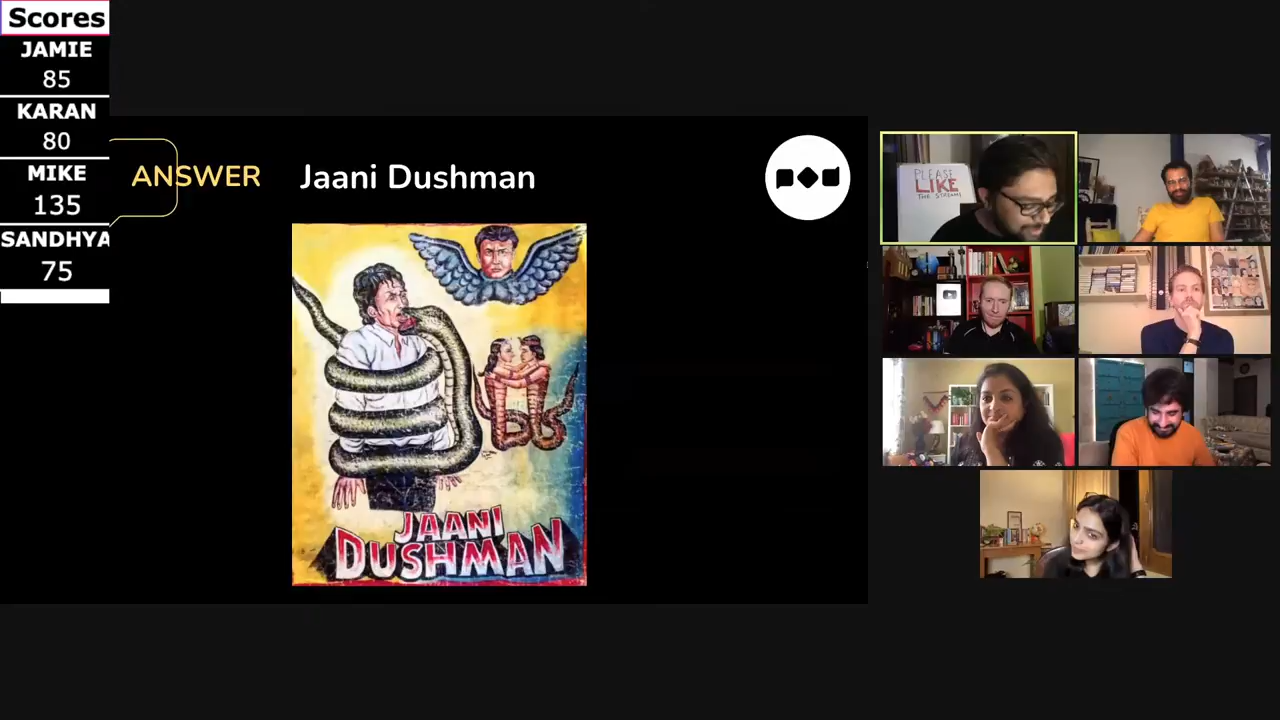 Scores
JAMIE
85
KARAN
80
MIKE
135
SANDHYA
75
ANSWER
Jaani Dushman
JAANI
DUSHMAN
PLEASE
LIKE
THE STREAM